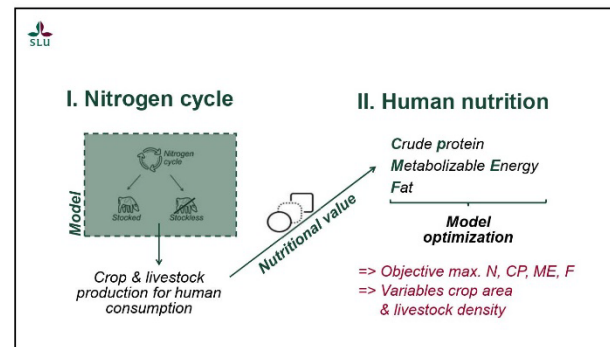 SLU
I. Nitrogen cycle
Model
Nitrogen
cycle
Stocked
Stockless
Crop & livestock
production for human
consumption
Nutritional value
II. Human nutrition
Crude protein
Metabolizable Energy
Fat
Model
optimization
=> Objective max. N, CP, ME, F
=> Variables crop area
& livestock density